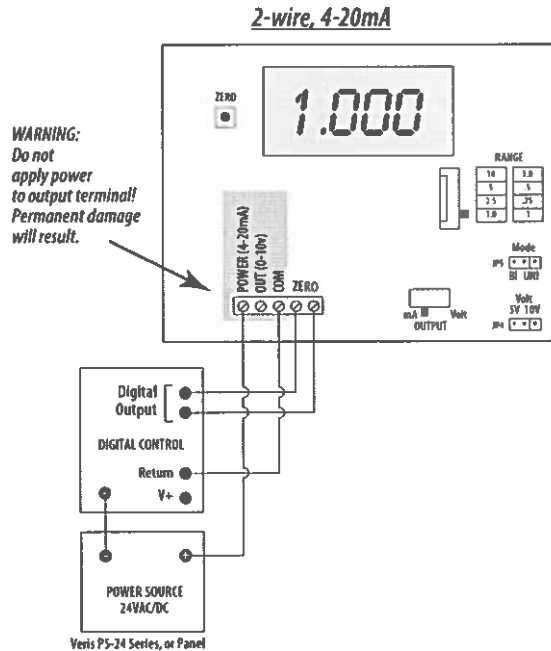 2-wire, 4-20mA
ZERO
1.000
WARNING:
Do not
apply power
to output terminal!
Permanent damage
will result.
RANGE
10 5.0
5 .5
2.5 .25
1.0 1
POWER (4-20mA)
OUT (0-10v)
COM
ZERO
Mode
JP5
BI UNI
mA Volt
OUTPUT
Volt
5V 10V
JP4
Digital
Output
DIGITAL CONTROL
Return
V+
- +
POWER SOURCE
24VAC/DC
Veris PS-24 Series, or Panel